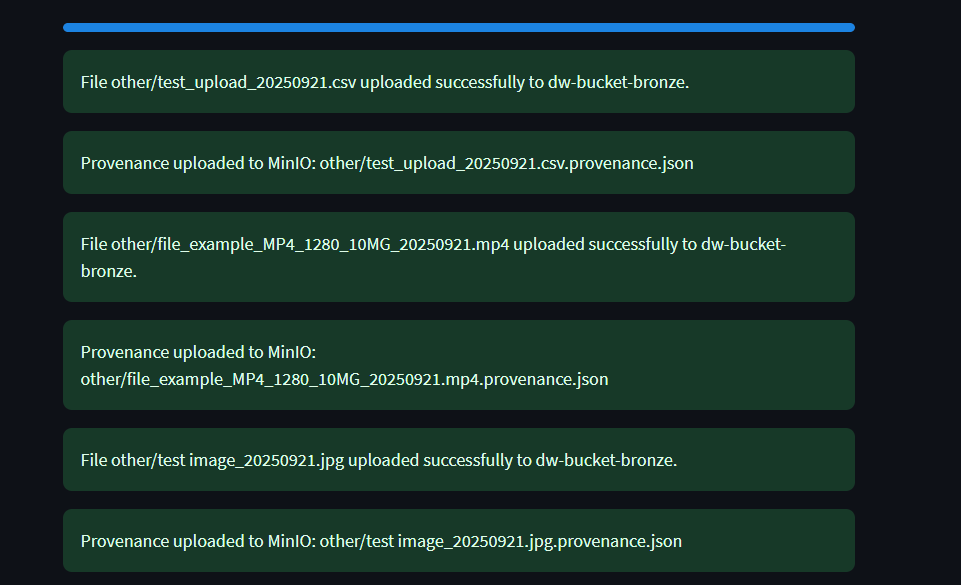 File other/test_upload_20250921.csv uploaded successfully to dw-bucket-bronze.
Provenance uploaded to MinIO: other/test_upload_20250921.csv.provenance.json
File other/file_example_MP4_1280_10MG_20250921.mp4 uploaded successfully to dw-bucket-
bronze.
Provenance uploaded to MinIO:
other/file_example_MP4_1280_10MG_20250921.mp4.provenance.json
File other/test image_20250921.jpg uploaded successfully to dw-bucket-bronze.
Provenance uploaded to MinIO: other/test image_20250921.jpg.provenance.json